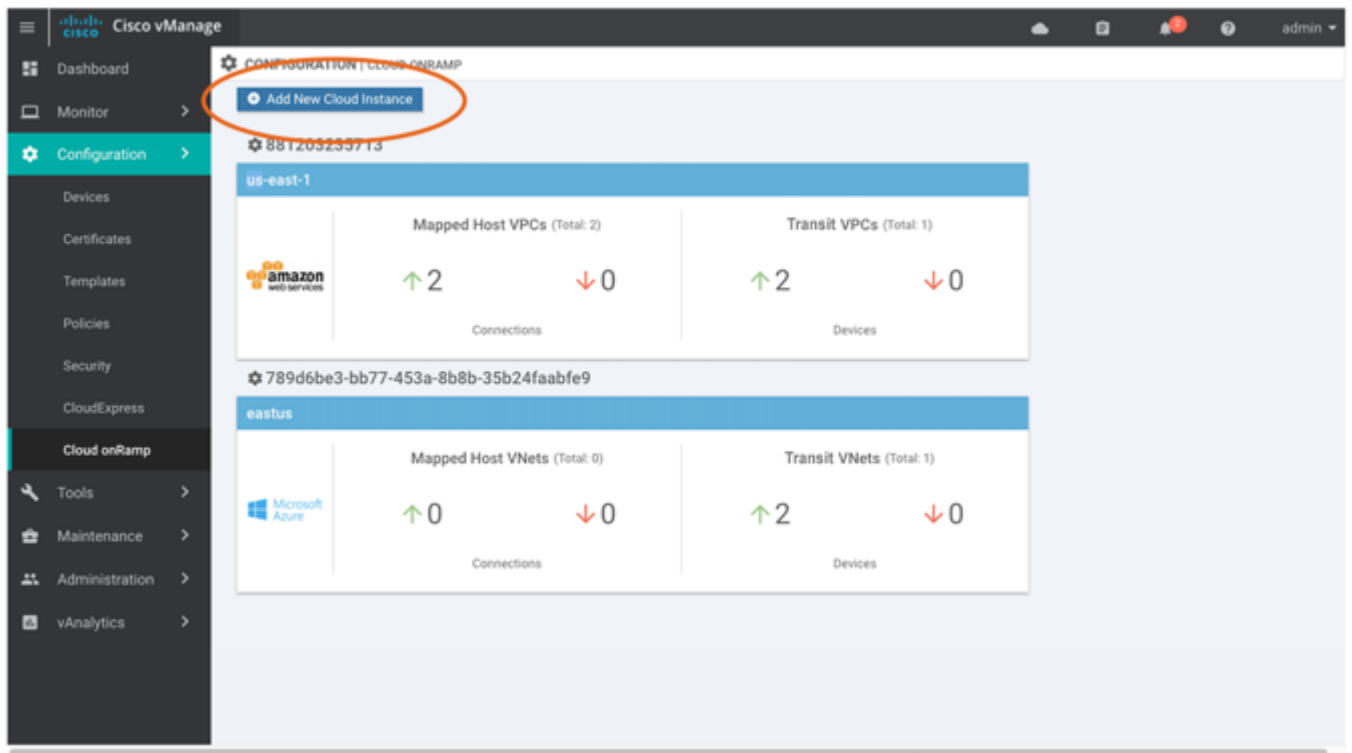 cisco Cisco vManage
2
admin
Dashboard
Monitor
Configuration
Devices
Certificates
Templates
Policies
Security
CloudExpress
Cloud onRamp
Tools
Maintenance
Administration
vAnalytics
CONFIGURATION | CLOUD ONRAMP
Add New Cloud Instance
881203235713
us-east-1
amazon
web services
Mapped Host VPCs (Total: 2)
2
0
Connections
Transit VPCs (Total: 1)
2
0
Devices
789d6be3-bb77-453a-8b8b-35b24faabfe9
eastus
Microsoft
Azure
Mapped Host VNets (Total: 0)
0
0
Connections
Transit VNets (Total: 1)
2
0
Devices